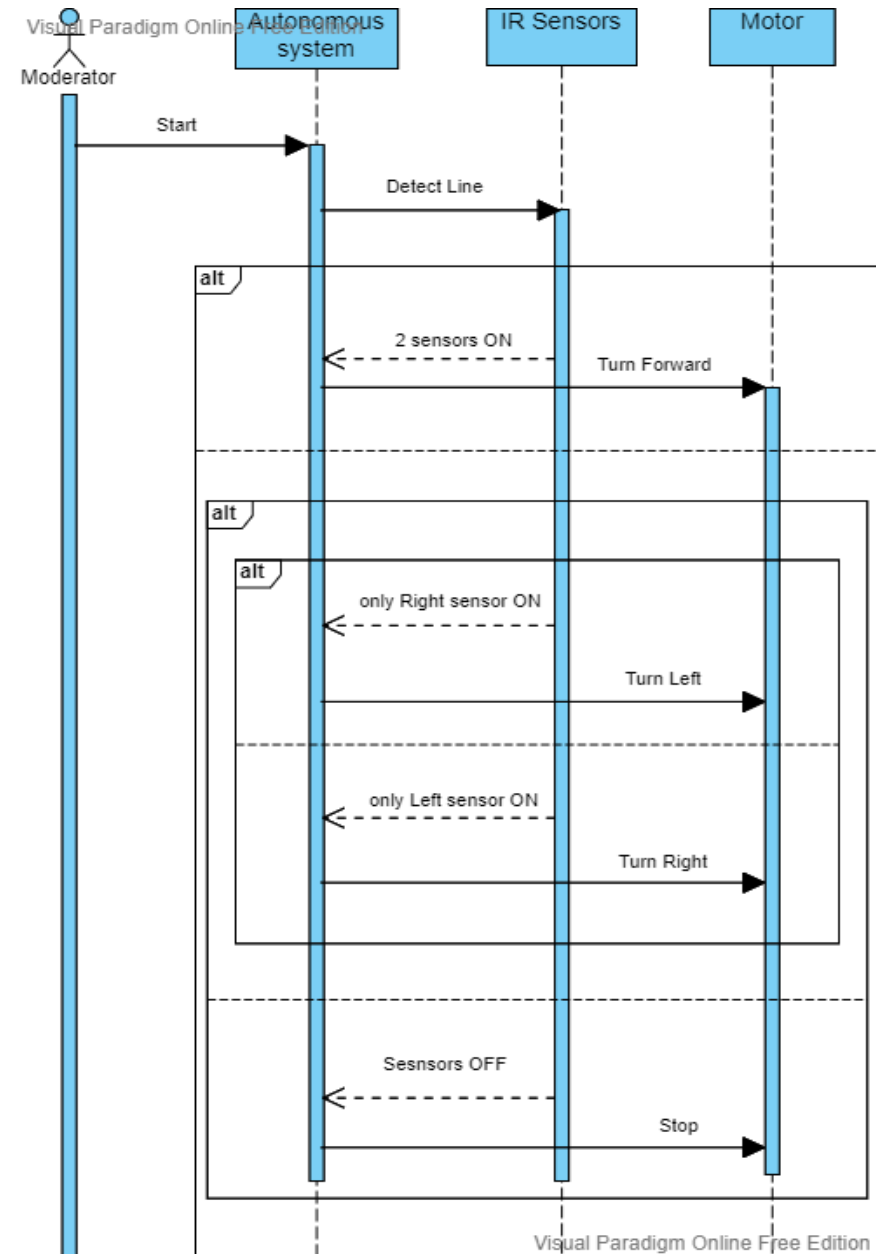 Visual Paradigm Online Free Edition
Autonomous
system
IR Sensors
Motor
Moderator
Start
Detect Line
alt
2 sensors ON
Turn Forward
alt
alt
only Right sensor ON
Turn Left
only Left sensor ON
Turn Right
Sesnsors OFF
Stop
Visual Paradigm Online Free Edition